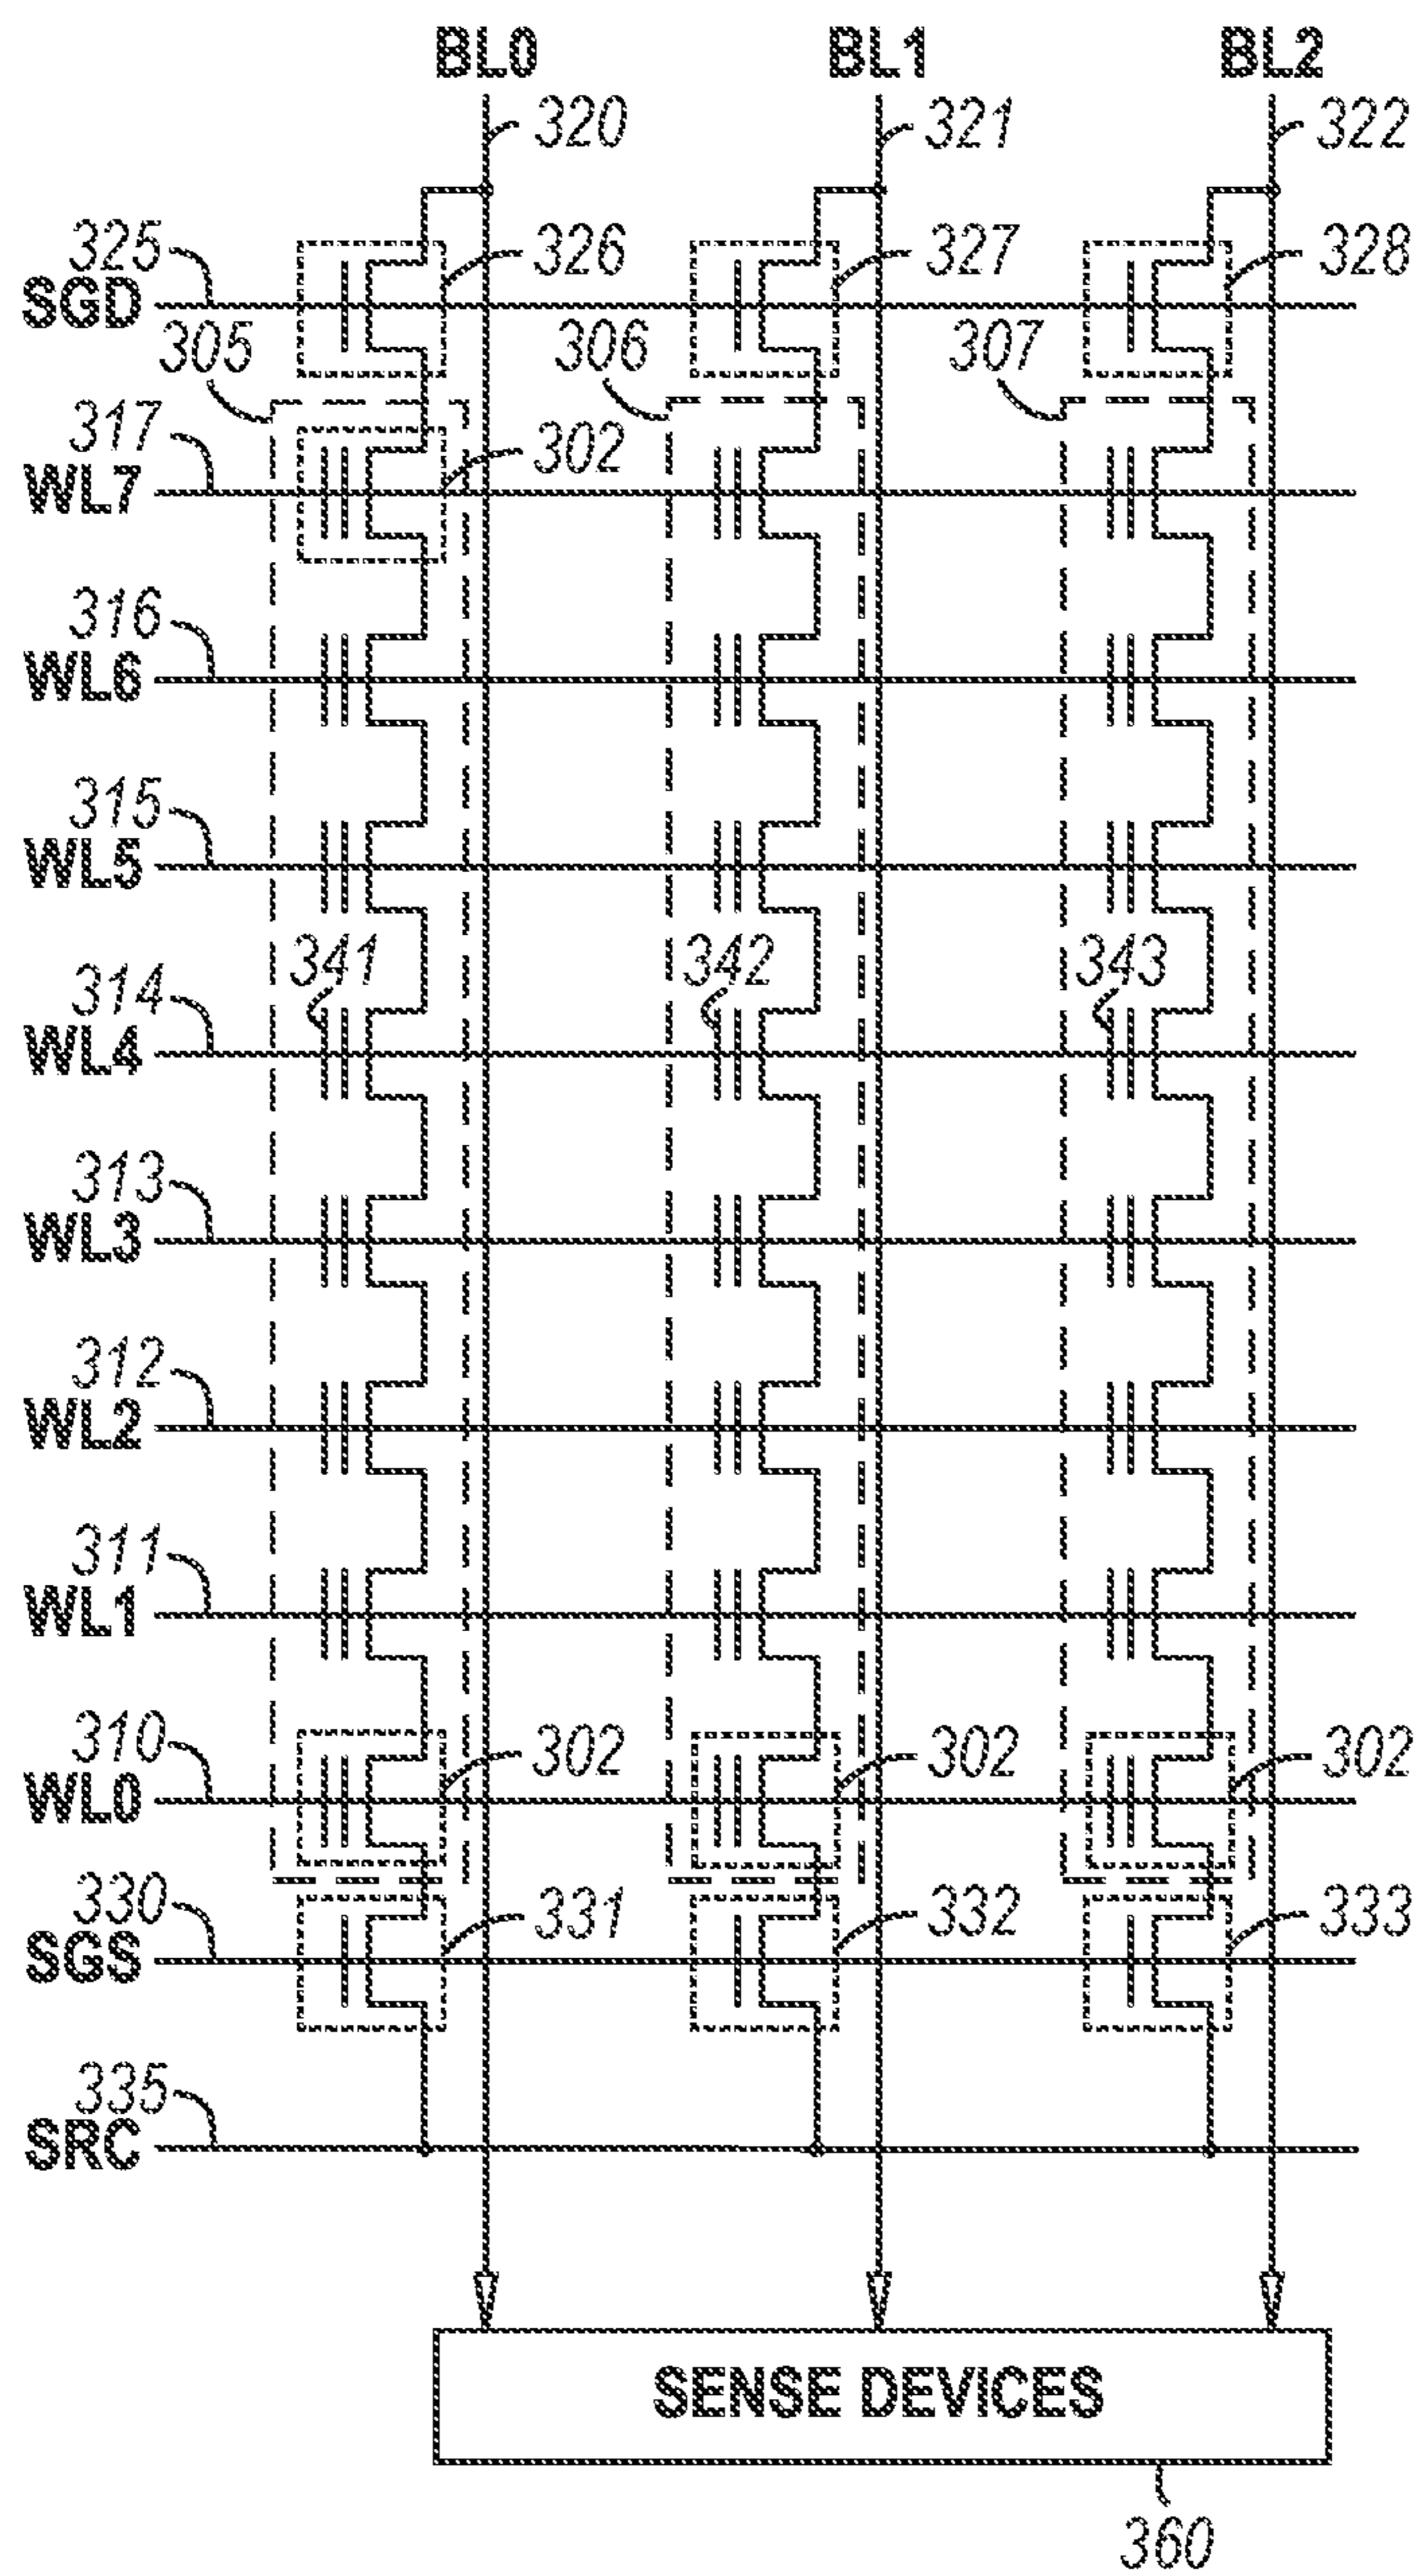 BL0 BL1 BL2
320 321 322
325 326 327 328
SGD
305 306 307
317 302
WL7
316
WL6
315
WL5
341 342 343
314
WL4
313
WL3
312
WL2
311
WL1
310 302 302 302
WL0
330 331 332 333
SGS
335
SRC
SENSE DEVICES
360